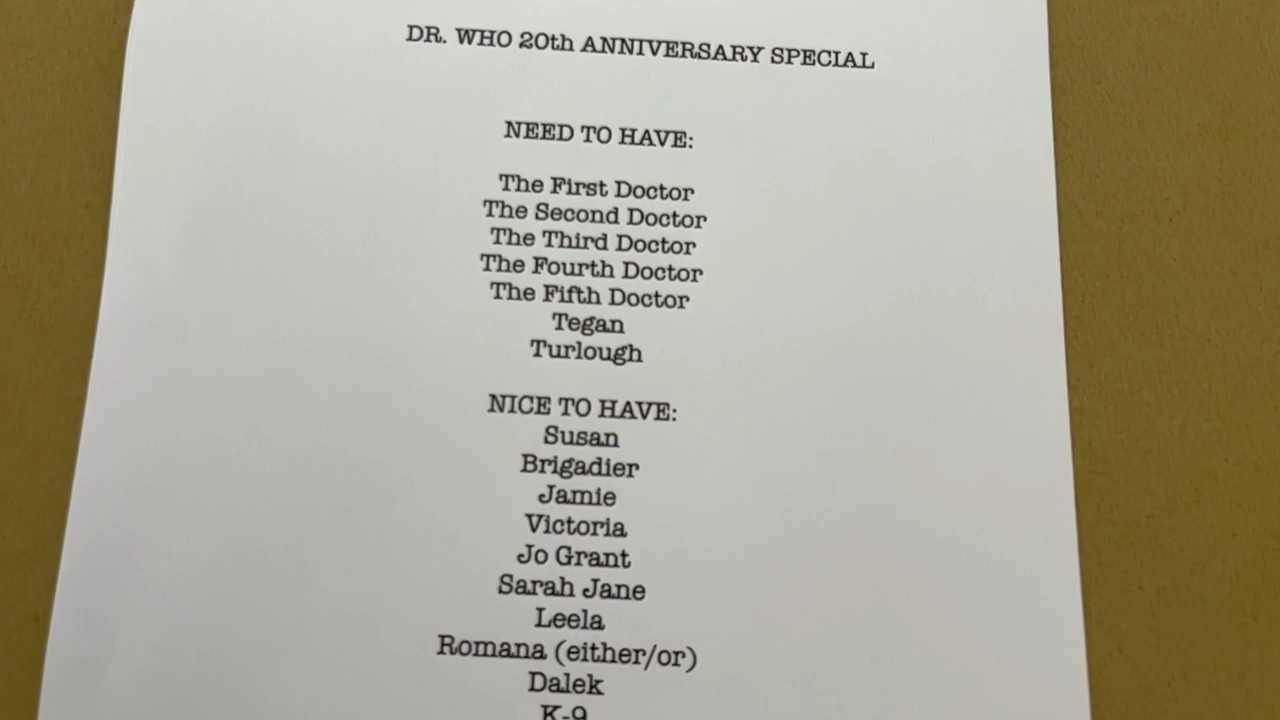 DR. WHO 20th ANNIVERSARY SPECIAL
NEED TO HAVE:
The First Doctor
The Second Doctor
The Third Doctor
The Fourth Doctor
The Fifth Doctor
Tegan
Turlough
NICE TO HAVE:
Susan
Brigadier
Jamie
Victoria
Jo Grant
Sarah Jane
Leela
Romana (either/or)
Dalek
K-9